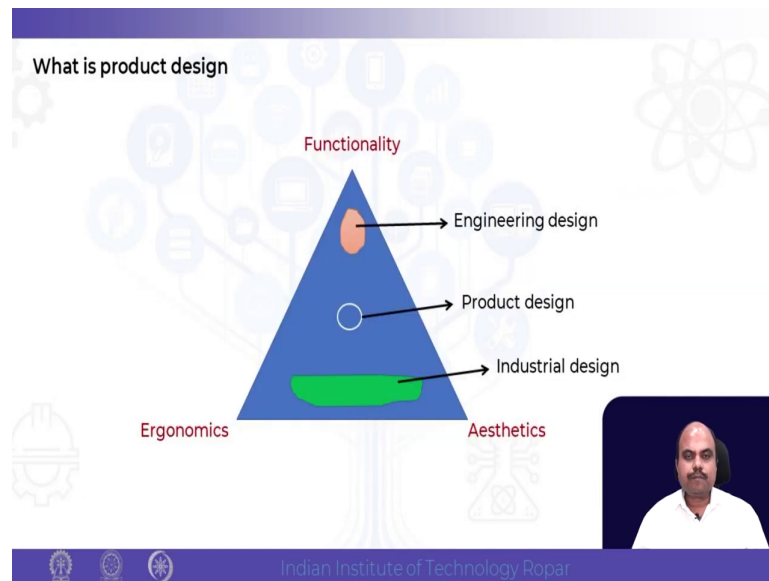 What is product design
Functionality
Engineering design
Product design
Industrial design
Ergonomics
Aesthetics
Indian Institute of Technology Ropar